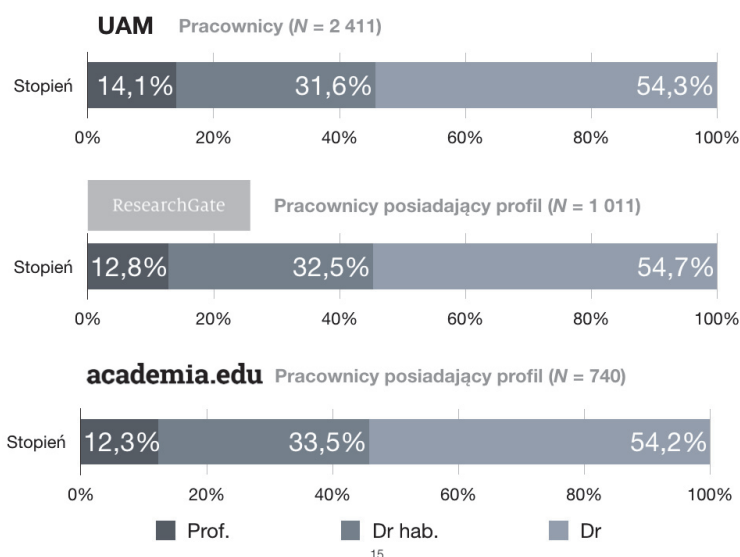 UAM Pracownicy (N = 2 411)
Stopień 14,1% 31,6% 54,3%
0% 20% 40% 60% 80% 100%
ResearchGate Pracownicy posiadający profil (N = 1 011)
Stopień 12,8% 32,5% 54,7%
0% 20% 40% 60% 80% 100%
academia.edu Pracownicy posiadający profil (N = 740)
Stopień 12,3% 33,5% 54,2%
0% 20% 40% 60% 80% 100%
Prof. Dr hab. Dr
15